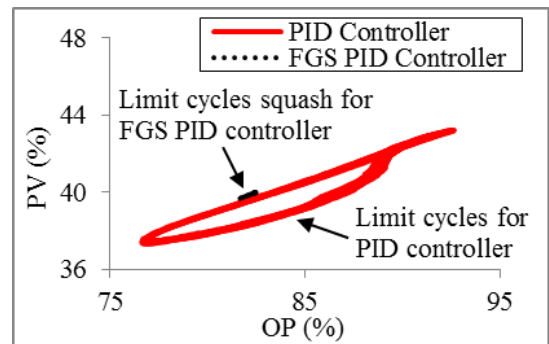 48
PID Controller
FGS PID Controller
Limit cycles squash for
FGS PID controller
44
PV (%)
40
Limit cycles for
PID controller
36
75
85
95
OP (%)